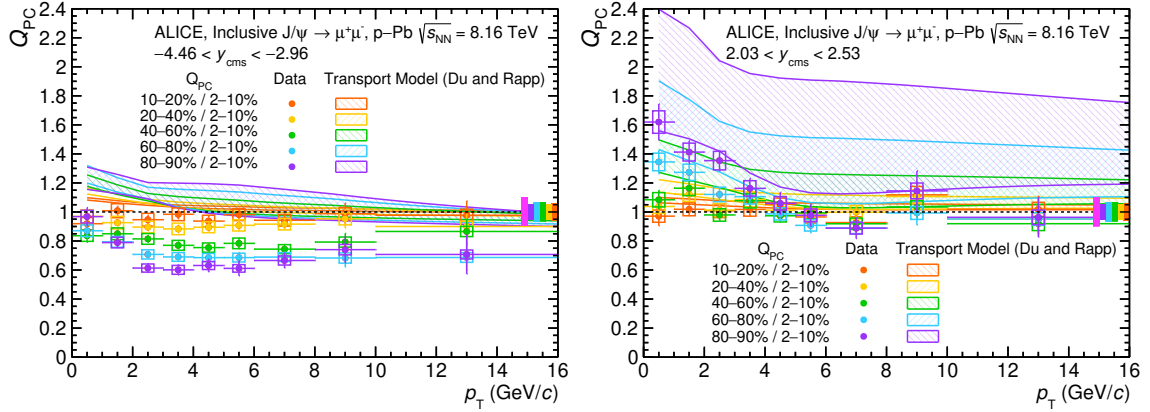 Q_PC
2.4
2.2
2
1.8
1.6
1.4
1.2
1
0.8
0.6
0.4
0.2
0
ALICE, Inclusive J/ψ → μ⁺μ⁻, p–Pb √s_NN = 8.16 TeV
−4.46 < y_cms < −2.96
Q_PC Data Transport Model (Du and Rapp)
10–20% / 2–10%
20–40% / 2–10%
40–60% / 2–10%
60–80% / 2–10%
80–90% / 2–10%
0 2 4 6 8 10 12 14 16
p_T (GeV/c)
Q_PC
2.4
2.2
2
1.8
1.6
1.4
1.2
1
0.8
0.6
0.4
0.2
0
ALICE, Inclusive J/ψ → μ⁺μ⁻, p–Pb √s_NN = 8.16 TeV
2.03 < y_cms < 2.53
Q_PC Data Transport Model (Du and Rapp)
10–20% / 2–10%
20–40% / 2–10%
40–60% / 2–10%
60–80% / 2–10%
80–90% / 2–10%
0 2 4 6 8 10 12 14 16
p_T (GeV/c)